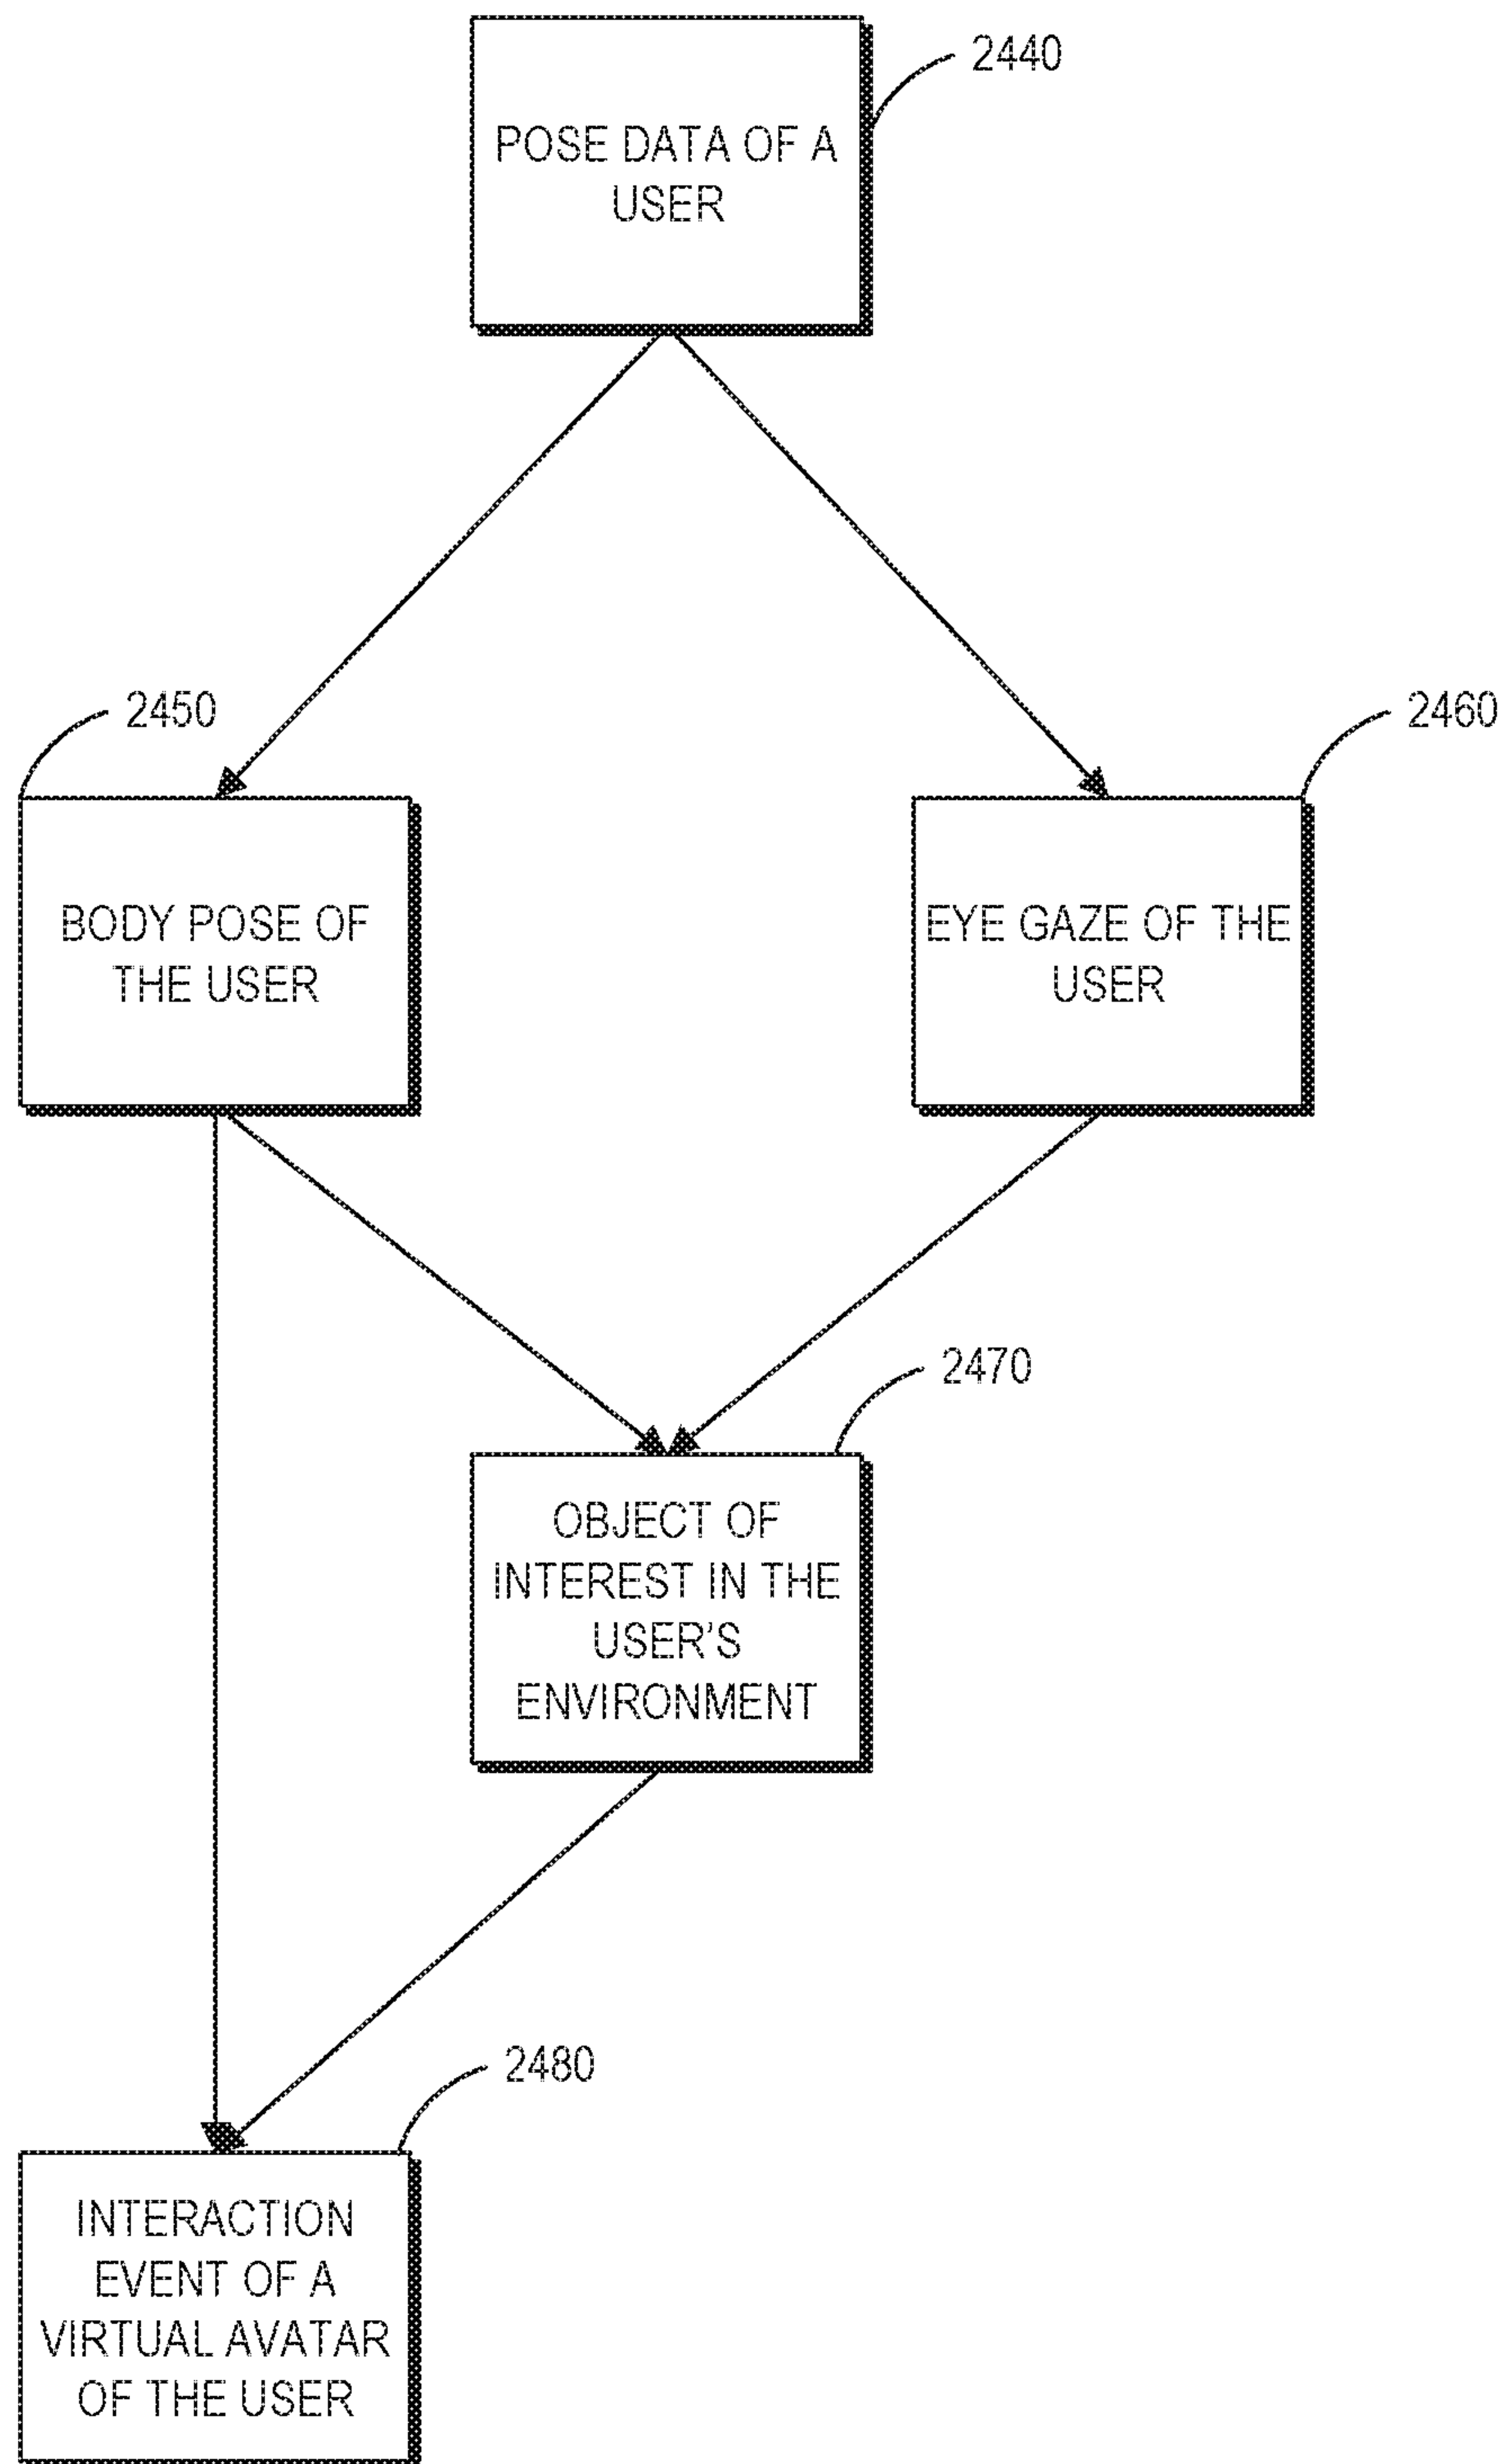 2440
POSE DATA OF A
USER
2450
2460
BODY POSE OF
THE USER
EYE GAZE OF THE
USER
2470
OBJECT OF
INTEREST IN THE
USER'S
ENVIRONMENT
2480
INTERACTION
EVENT OF A
VIRTUAL AVATAR
OF THE USER